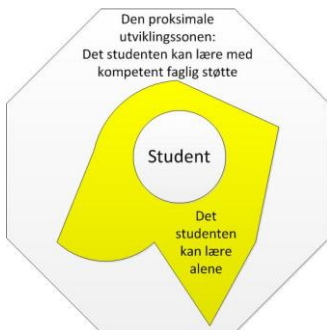 Den proksimale
utviklingssonen:
Det studenten kan lære med
kompetent faglig støtte
Student
Det
studenten
kan lære
alene